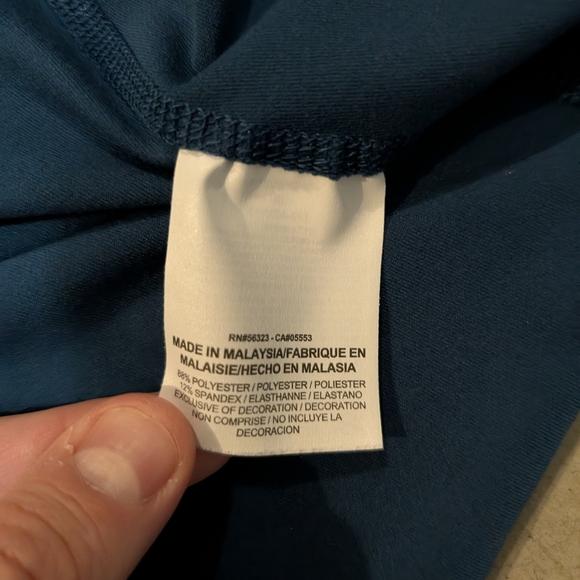 RN#56323 - CA#05553
MADE IN MALAYSIA/FABRIQUE EN
MALAISIE/HECHO EN MALASIA
88% POLYESTER / POLYESTER / POLIESTER
12% SPANDEX / ELASTHANNE / ELASTANO
EXCLUSIVE OF DECORATION / DECORATION
NON COMPRISE / NO INCLUYE LA
DECORACION